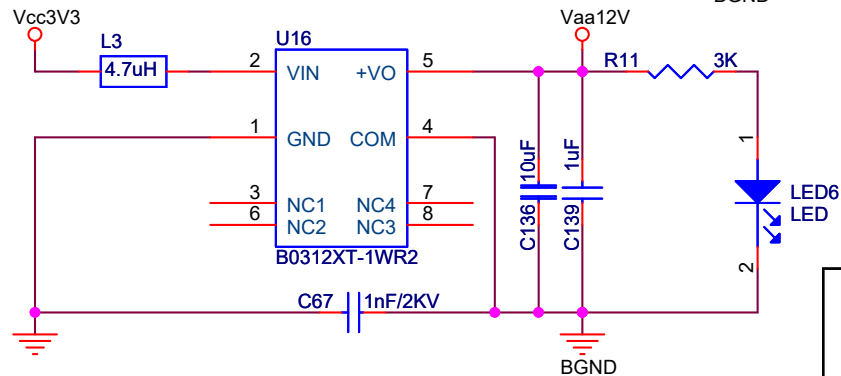 BGND
Vcc3V3
Vaa12V
L3
4.7uH
U16
R11
3K
2
VIN
+VO
5
1
GND
COM
4
3
NC1
NC4
7
6
NC2
NC3
8
B0312XT-1WR2
C136
10uF
C139
1uF
1
LED6
LED
2
C67
1nF/2KV
BGND